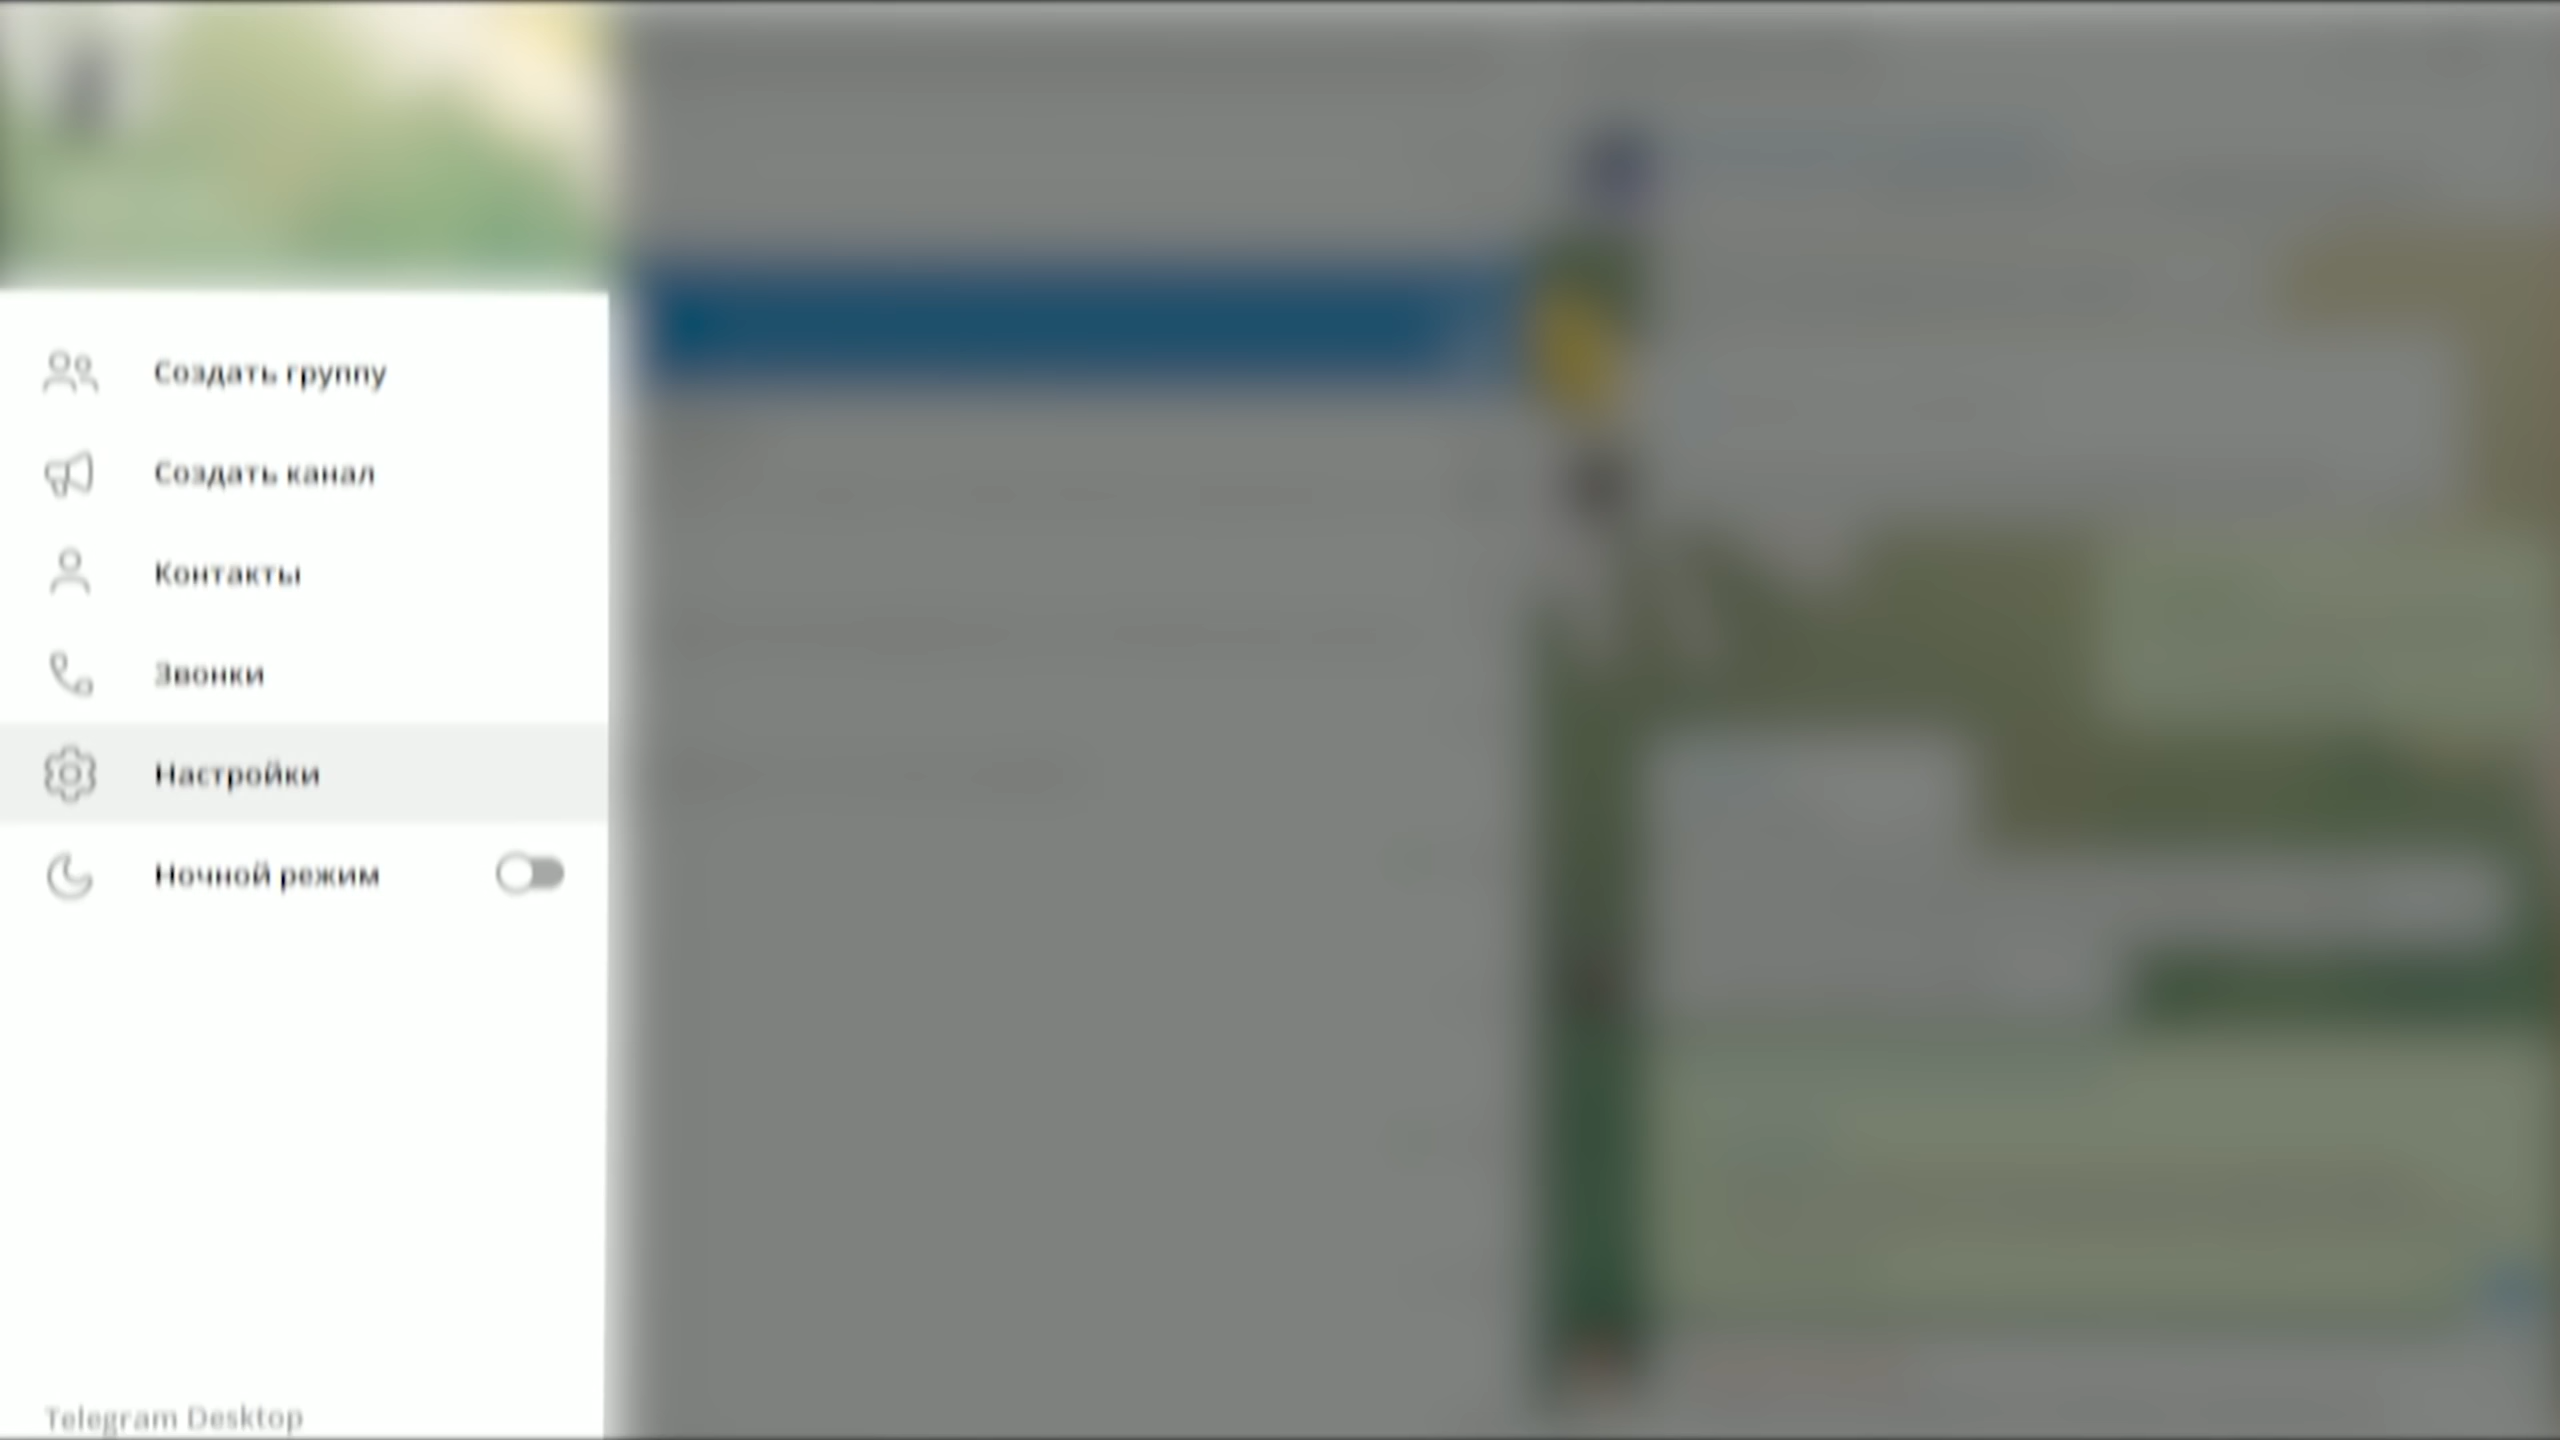 Создать группу
Создать канал
Контакты
Звонки
Настройки
Ночной режим
Telegram Desktop